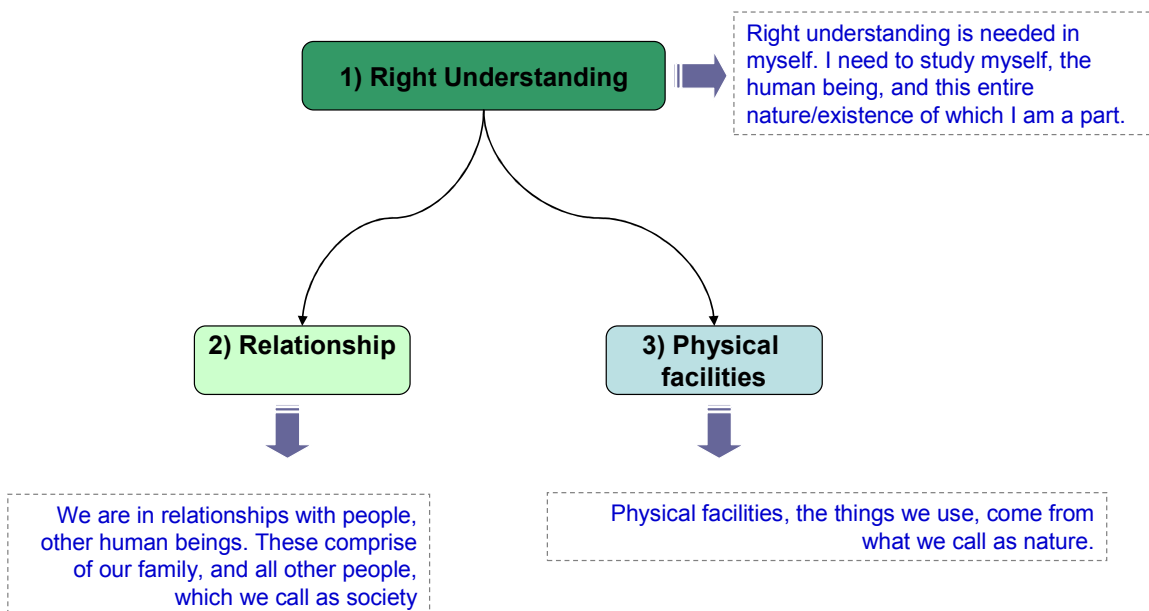 1) Right Understanding
Right understanding is needed in
myself. I need to study myself, the
human being, and this entire
nature/existence of which I am a part.
2) Relationship
3) Physical
facilities
We are in relationships with people,
other human beings. These comprise
of our family, and all other people,
which we call as society
Physical facilities, the things we use, come from
what we call as nature.